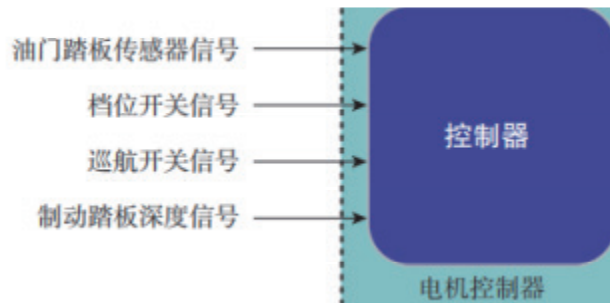 油门踏板传感器信号
档位开关信号
巡航开关信号
制动踏板深度信号
控制器
电机控制器